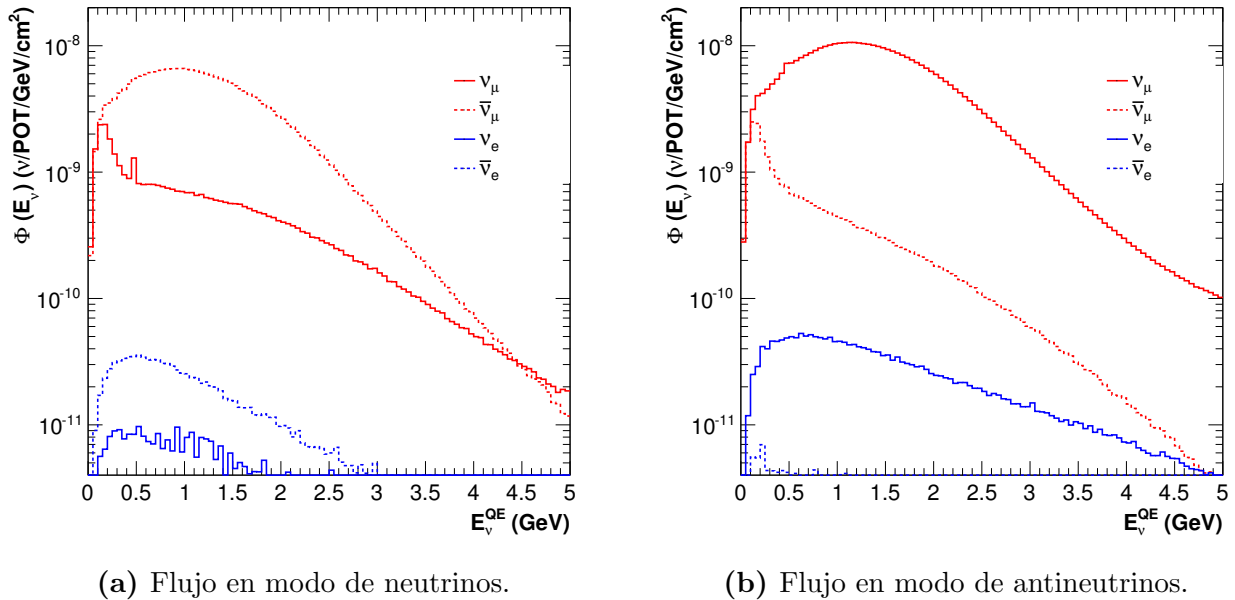 Φ (E_ν) (ν/POT/GeV/cm²)
10⁻⁸
10⁻⁹
10⁻¹⁰
10⁻¹¹
ν_μ
ν̄_μ
ν_e
ν̄_e
0 0.5 1 1.5 2 2.5 3 3.5 4 4.5 5
E_ν^QE (GeV)
(a) Flujo en modo de neutrinos.
Φ (E_ν) (ν/POT/GeV/cm²)
10⁻⁸
10⁻⁹
10⁻¹⁰
10⁻¹¹
ν_μ
ν̄_μ
ν_e
ν̄_e
0 0.5 1 1.5 2 2.5 3 3.5 4 4.5 5
E_ν^QE (GeV)
(b) Flujo en modo de antineutrinos.